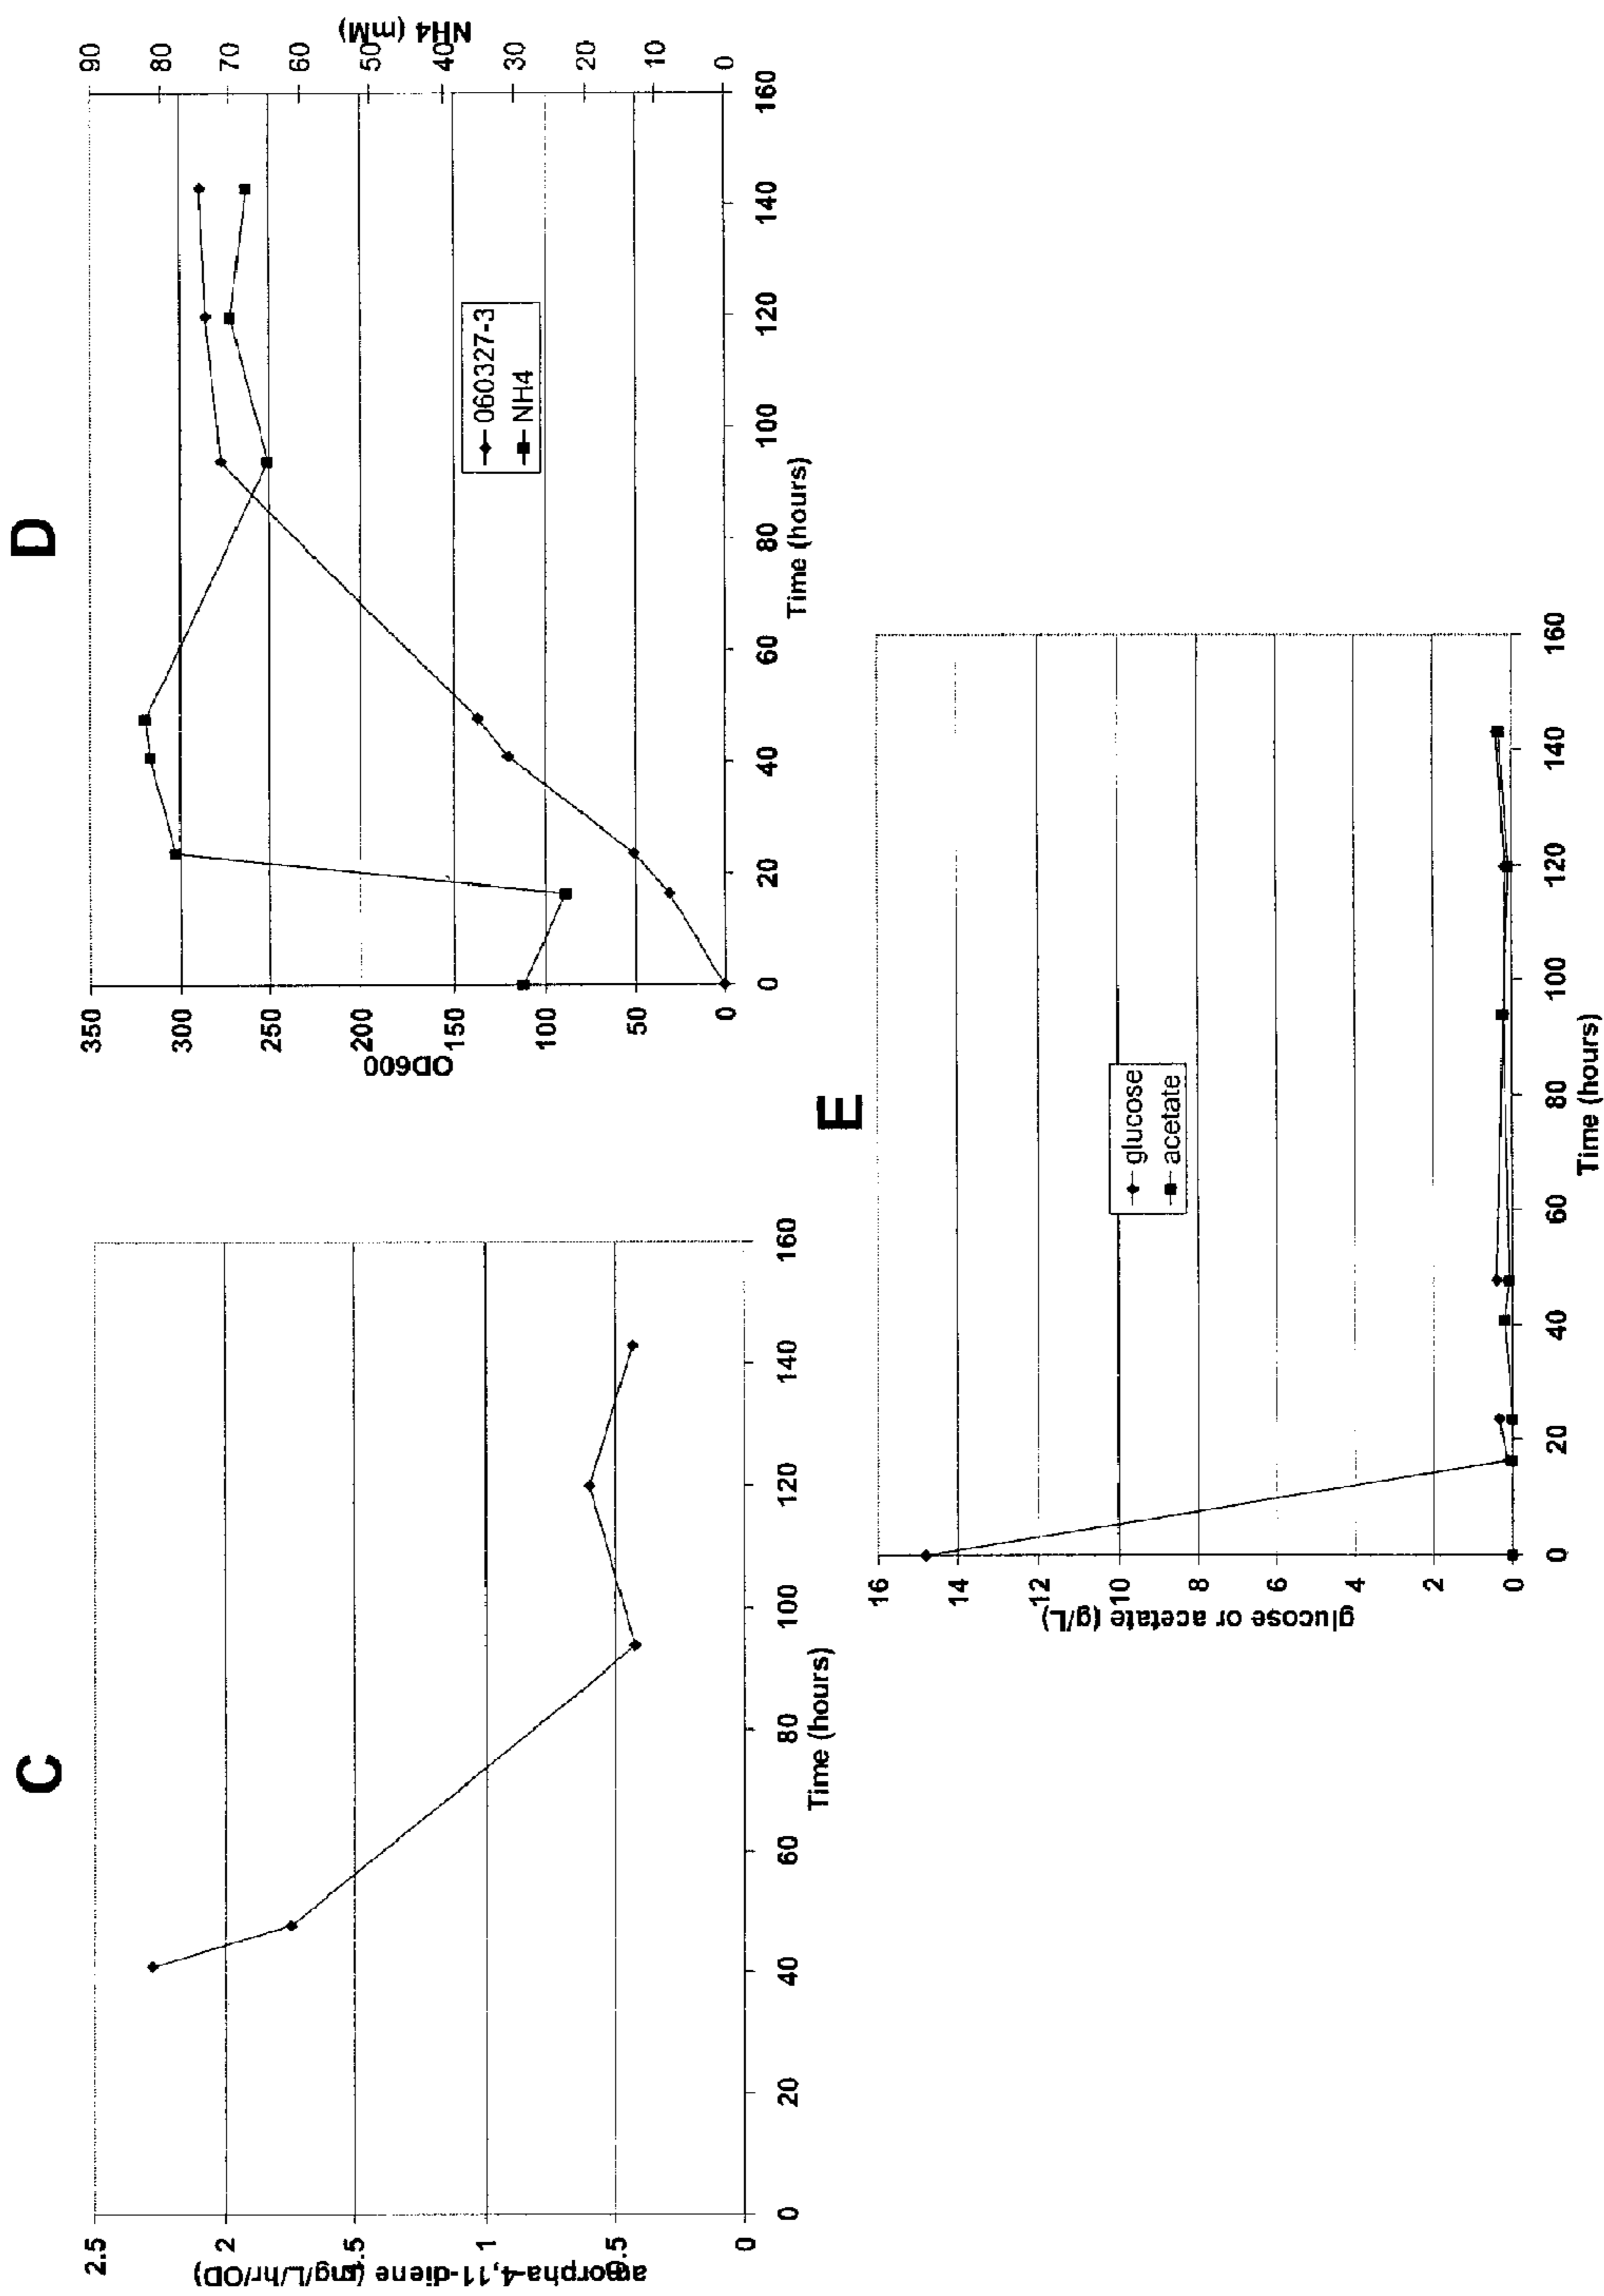 C
amorpha-4,11-diene (mg/L/hr/OD)
2.5
2
1.5
1
0.5
0
0 20 40 60 80 100 120 140 160
Time (hours)
D
OD600
350
300
250
200
150
100
50
0
0 20 40 60 80 100 120 140 160
Time (hours)
060327-3
NH4
90
80
70
60
50
40
30
20
10
0
NH4 (mM)
E
glucose or acetate (g/L)
16
14
12
10
8
6
4
2
0
0 20 40 60 80 100 120 140 160
Time (hours)
glucose
acetate